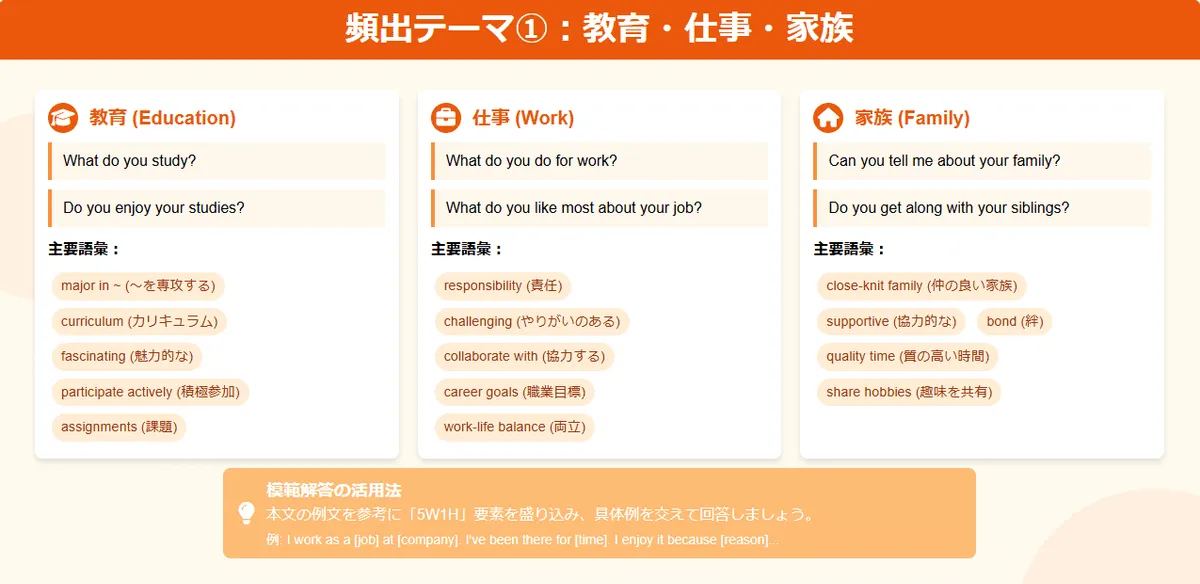 頻出テーマ①：教育・仕事・家族
教育 (Education)
What do you study?
Do you enjoy your studies?
主要語彙：
major in ~ (～を専攻する)
curriculum (カリキュラム)
fascinating (魅力的な)
participate actively (積極参加)
assignments (課題)
仕事 (Work)
What do you do for work?
What do you like most about your job?
主要語彙：
responsibility (責任)
challenging (やりがいのある)
collaborate with (協力する)
career goals (職業目標)
work-life balance (両立)
家族 (Family)
Can you tell me about your family?
Do you get along with your siblings?
主要語彙：
close-knit family (仲の良い家族)
supportive (協力的な) bond (絆)
quality time (質の高い時間)
share hobbies (趣味を共有)
模範解答の活用法
本文の例文を参考に「5W1H」要素を盛り込み、具体例を交えて回答しましょう。
例: I work as a [job] at [company]. I've been there for [time]. I enjoy it because [reason]...